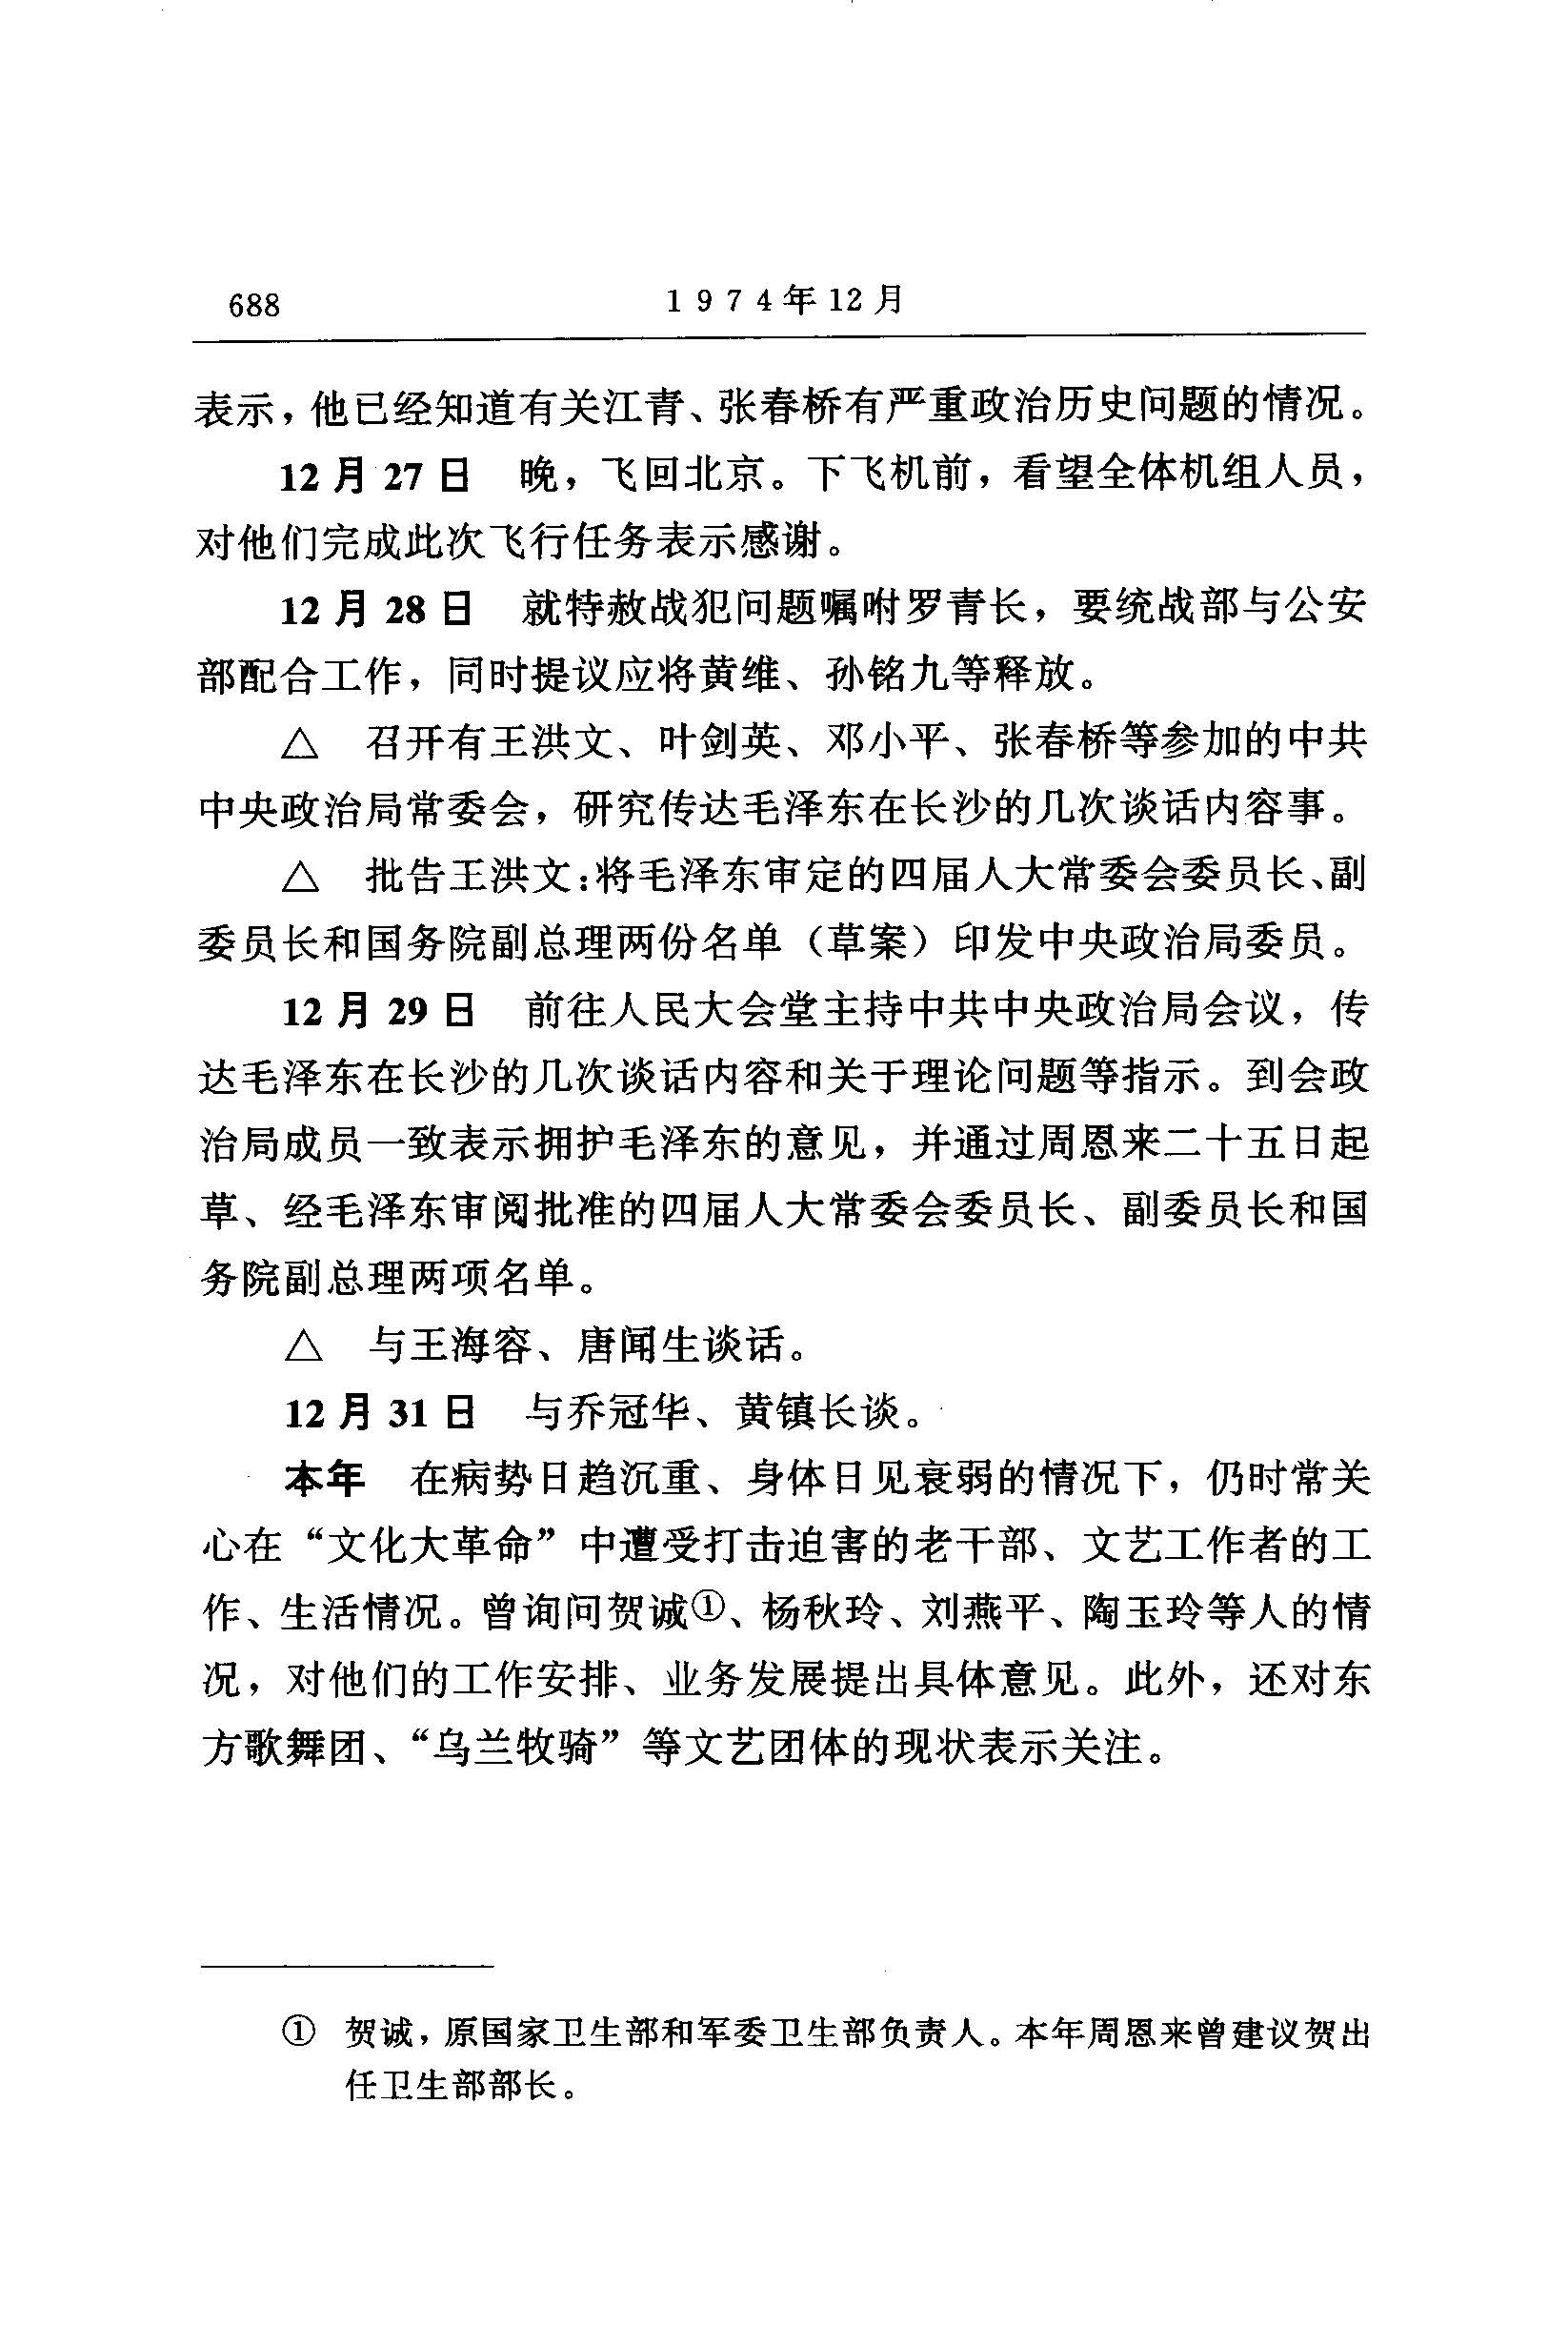 688
1974年12月
表示，他已经知道有关江青、张春桥有严重政治历史问题的情况。
12月27日 晚，飞回北京。下飞机前，看望全体机组人员，
对他们完成此次飞行任务表示感谢。
12月28日 就特赦战犯问题嘱咐罗青长，要统战部与公安
部配合工作，同时提议应将黄维、孙铭九等释放。
△ 召开有王洪文、叶剑英、邓小平、张春桥等参加的中共
中央政治局常委会，研究传达毛泽东在长沙的几次谈话内容事。
△ 批告王洪文：将毛泽东审定的四届人大常委会委员长、副
委员长和国务院副总理两份名单（草案）印发中央政治局委员。
12月29日 前往人民大会堂主持中共中央政治局会议，传
达毛泽东在长沙的几次谈话内容和关于理论问题等指示。到会政
治局成员一致表示拥护毛泽东的意见，并通过周恩来二十五日起
草、经毛泽东审阅批准的四届人大常委会委员长、副委员长和国
务院副总理两项名单。
△ 与王海容、唐闻生谈话。
12月31日 与乔冠华、黄镇长谈。
本年 在病势日趋沉重、身体日见衰弱的情况下，仍时常关
心在“文化大革命”中遭受打击迫害的老干部、文艺工作者的工
作、生活情况。曾询问贺诚①、杨秋玲、刘燕平、陶玉玲等人的情
况，对他们的工作安排、业务发展提出具体意见。此外，还对东
方歌舞团、“乌兰牧骑”等文艺团体的现状表示关注。
① 贺诚，原国家卫生部和军委卫生部负责人。本年周恩来曾建议贺出
任卫生部部长。